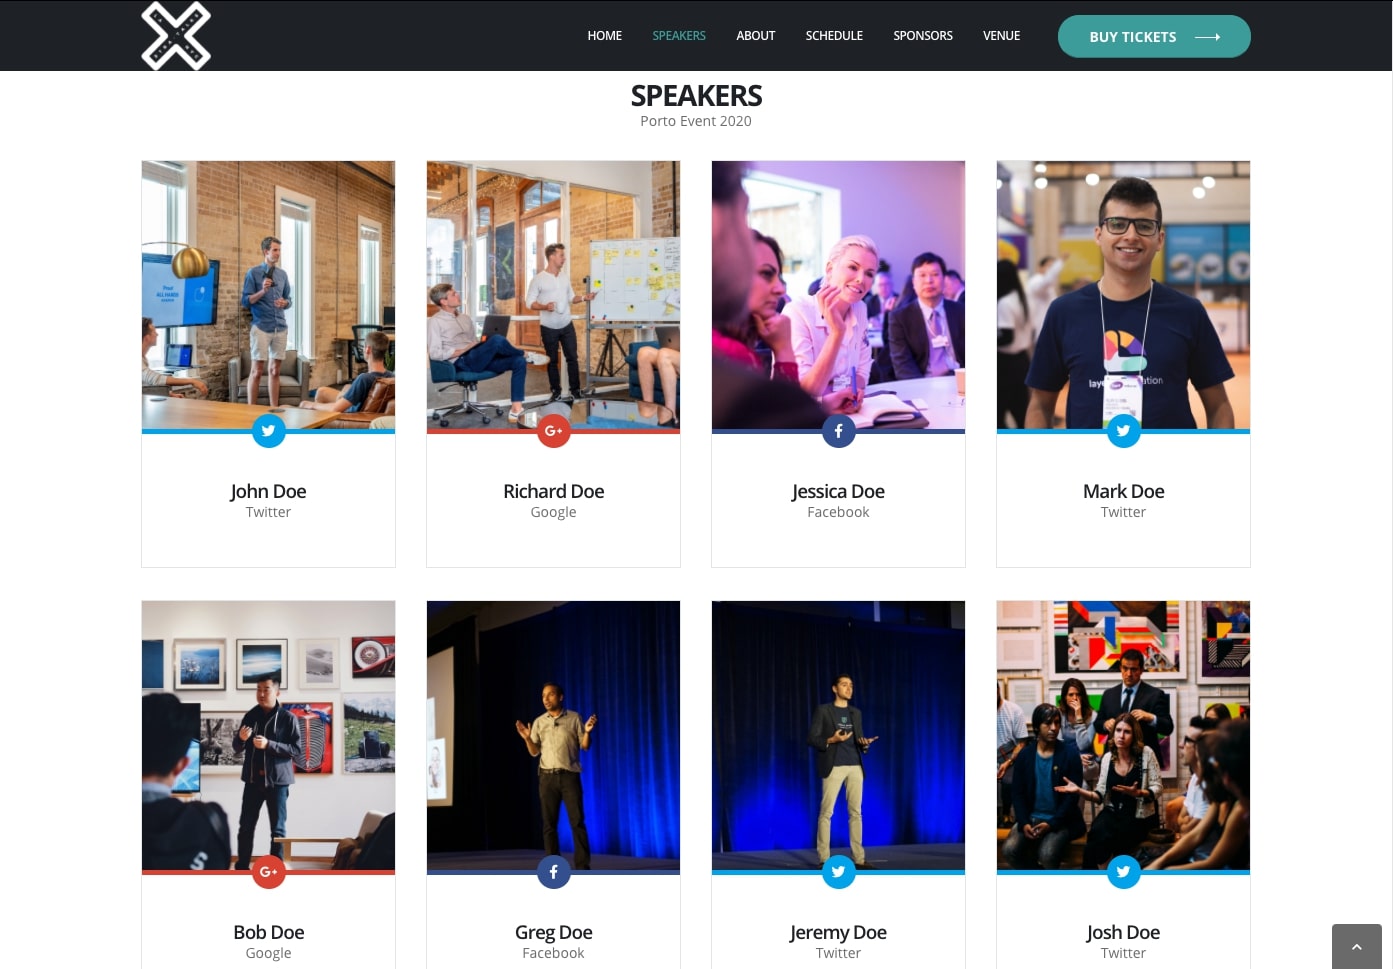 HOME SPEAKERS ABOUT SCHEDULE SPONSORS VENUE BUY TICKETS
SPEAKERS
Porto Event 2020
John Doe
Twitter
Richard Doe
Google
Jessica Doe
Facebook
Mark Doe
Twitter
Bob Doe
Google
Greg Doe
Facebook
Jeremy Doe
Twitter
Josh Doe
Twitter